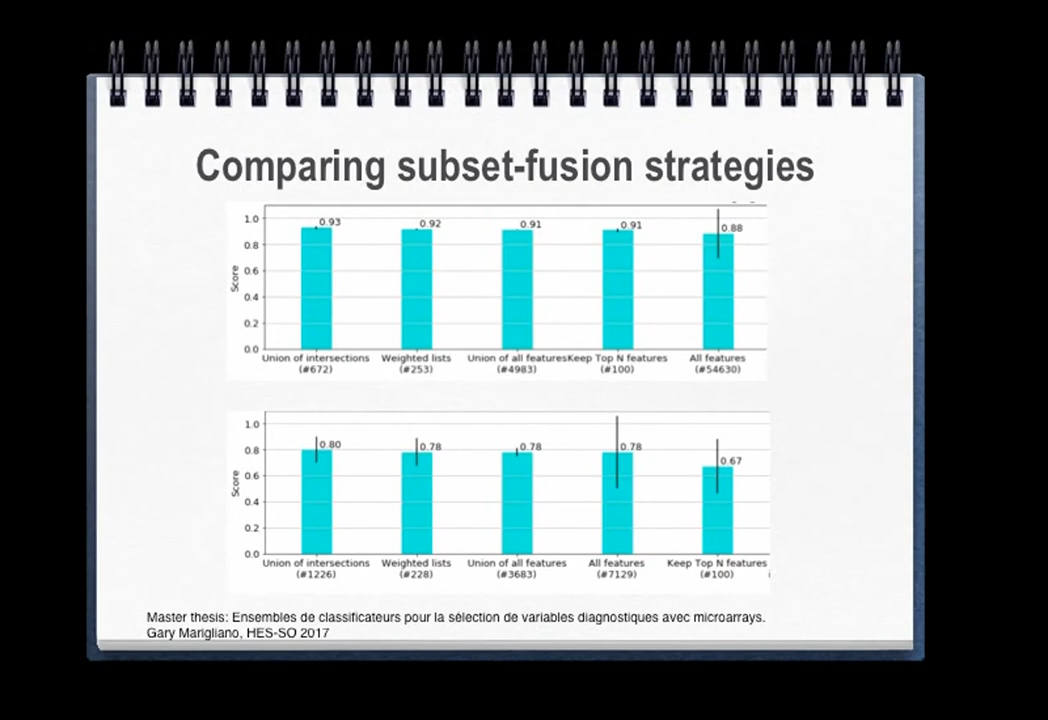 Comparing subset-fusion strategies
1.0
0.8
0.6
0.4
0.2
0.0
Score
0.93
0.92
0.91
0.91
0.88
Union of intersections Weighted lists Union of all features Keep Top N features All features
(#672) (#253) (#4983) (#100) (#54630)
1.0
0.8
0.6
0.4
0.2
0.0
Score
0.80
0.78
0.78
0.78
0.67
Union of intersections Weighted lists Union of all features All features Keep Top N features
(#1226) (#228) (#3683) (#7129) (#100)
Master thesis: Ensembles de classificateurs pour la sélection de variables diagnostiques avec microarrays.
Gary Marigliano, HES-SO 2017